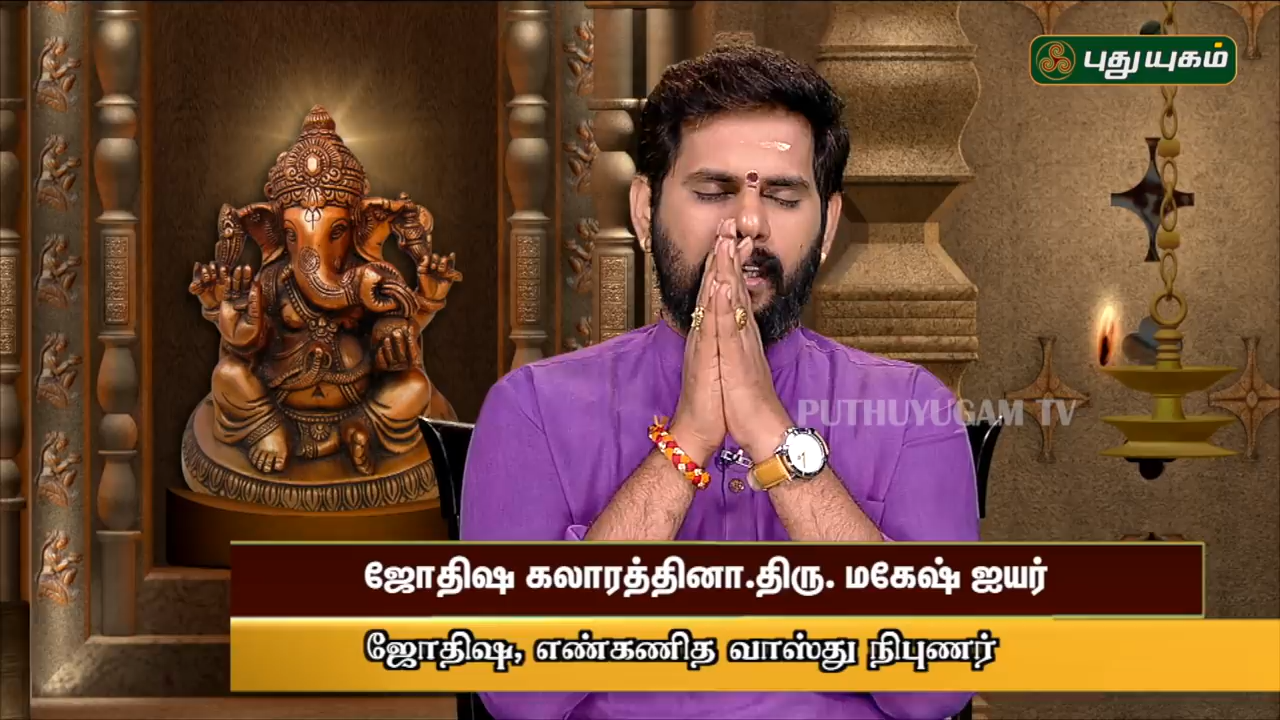 புதுயுகம்
PUTHUYUGAM TV
ஜோதிஷ கலாரத்தினா.திரு. மகேஷ் ஐயர்
ஜோதிஷ, எண்கணித வாஸ்து நிபுணர்